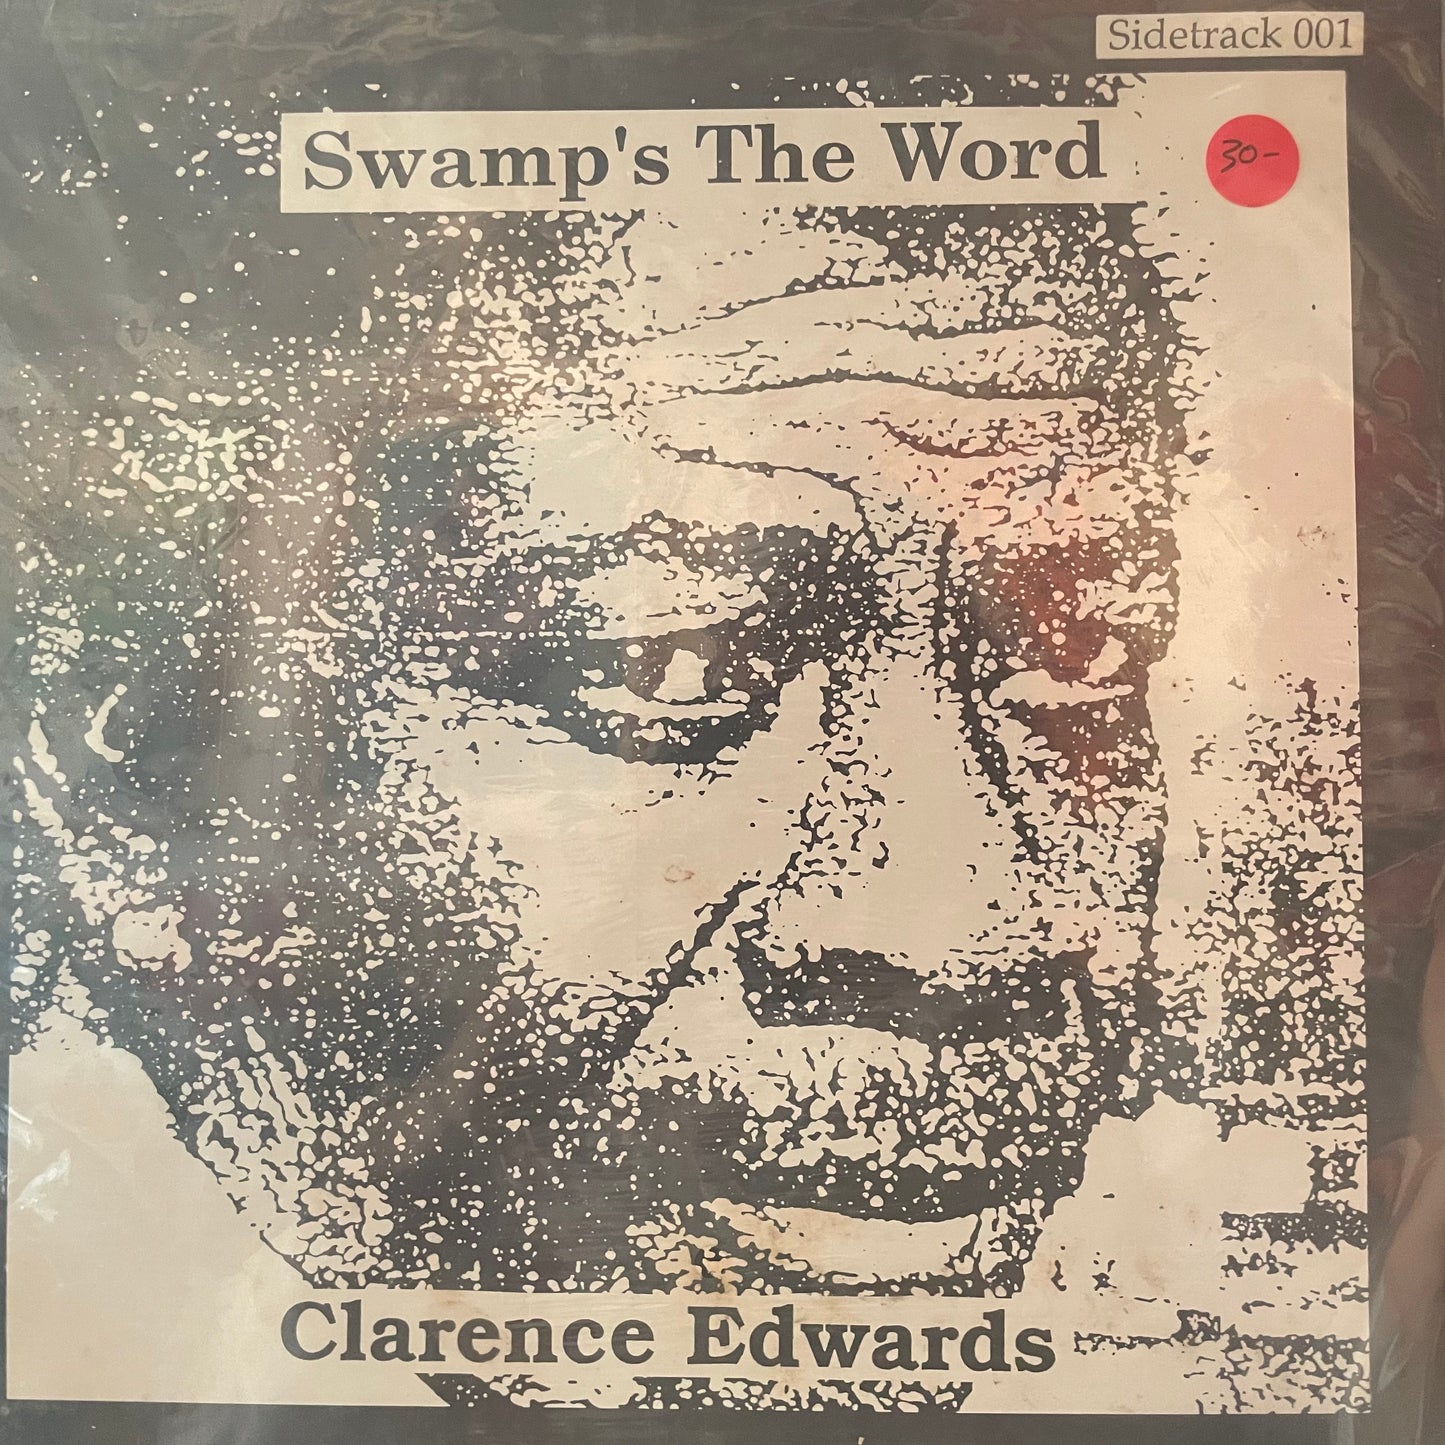 Sidetrack 001
Swamp's The Word
30-
Clarence Edwards